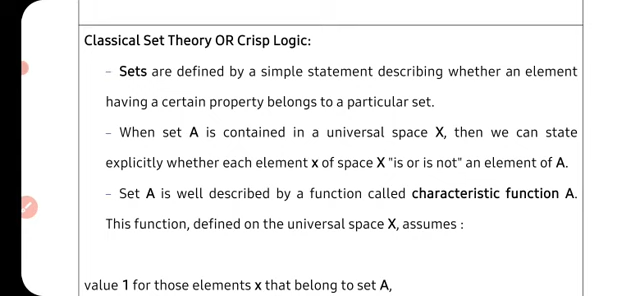 Classical Set Theory OR Crisp Logic:
– Sets are defined by a simple statement describing whether an element
having a certain property belongs to a particular set.
– When set A is contained in a universal space X, then we can state
explicitly whether each element x of space X "is or is not" an element of A.
– Set A is well described by a function called characteristic function A.
This function, defined on the universal space X, assumes :
value 1 for those elements x that belong to set A,